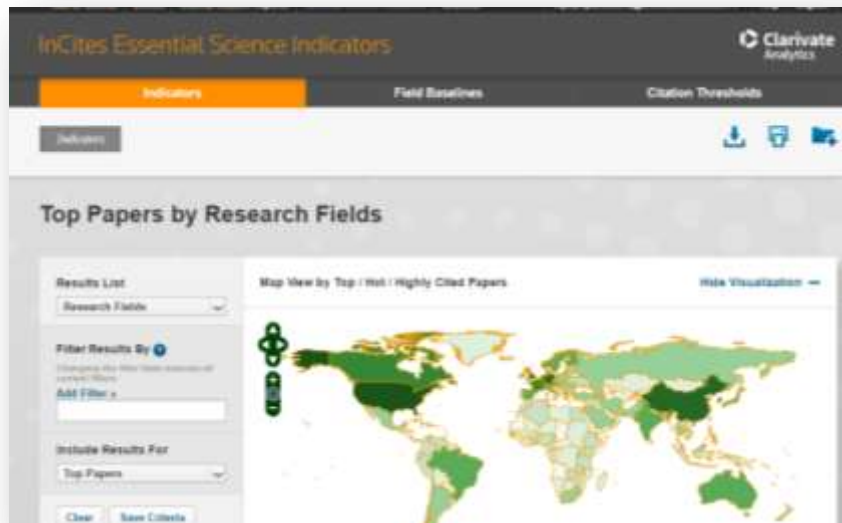 InCites Essential Science Indicators
Clarivate
Analytics
Indicators
Field Baselines
Citation Thresholds
Indicators
Top Papers by Research Fields
Results List
Research Fields
Map View by Top / Hot / Highly Cited Papers
Hide Visualization
Filter Results By
Add Filter »
Include Results For
Top Papers
Clear
Save Criteria